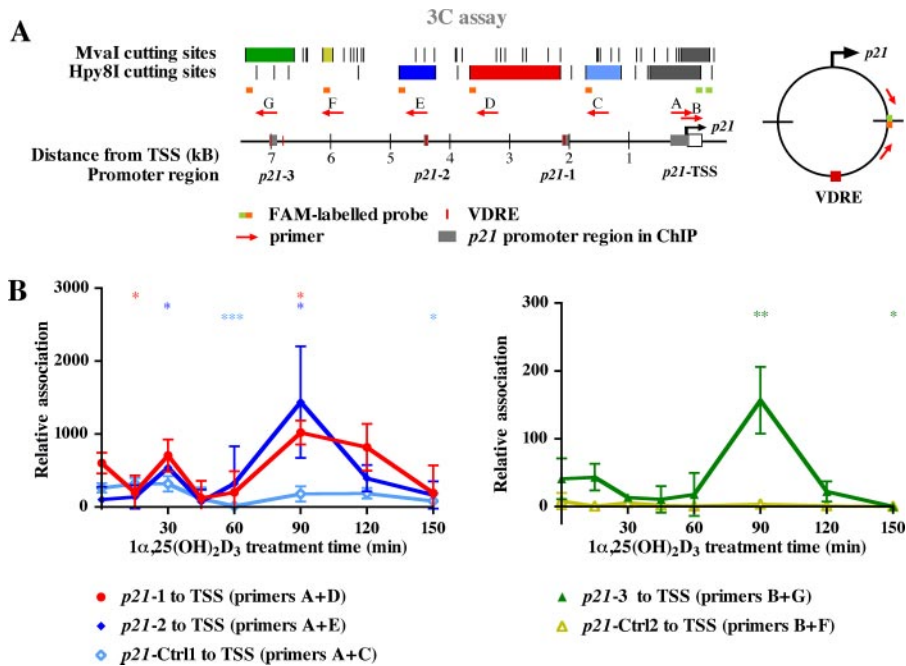 3C assay
A
MvaI cutting sites
Hpy8I cutting sites
G F E D C A B
p21
Distance from TSS (kB) 7 6 5 4 3 2 1
Promoter region p21-3 p21-2 p21-1 p21-TSS
FAM-labelled probe VDRE
primer p21 promoter region in ChIP
p21
VDRE
B
Relative association
3000
2000
1000
0
* * *** * * *
30 60 90 120 150
1α,25(OH)₂D₃ treatment time (min)
p21-1 to TSS (primers A+D)
p21-2 to TSS (primers A+E)
p21-Ctrl1 to TSS (primers A+C)
Relative association
300
200
100
0
** *
30 60 90 120 150
1α,25(OH)₂D₃ treatment time (min)
p21-3 to TSS (primers B+G)
p21-Ctrl2 to TSS (primers B+F)